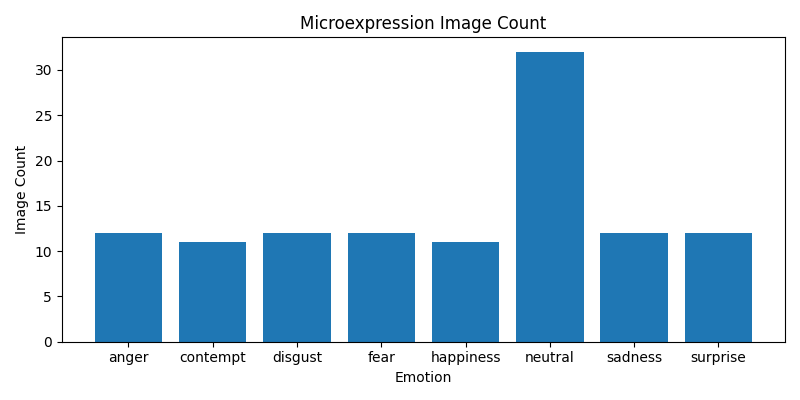 Microexpression Image Count
Image Count
30
25
20
15
10
5
0
anger contempt disgust fear happiness neutral sadness surprise
Emotion